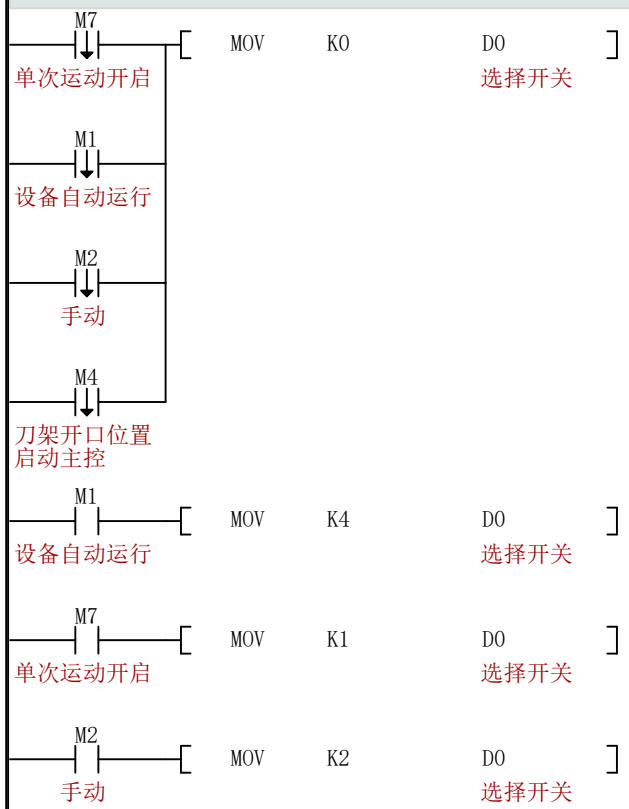 M7
MOV K0 D0
单次运动开启 选择开关
M1
设备自动运行
M2
手动
M4
刀架开口位置
启动主控
M1
MOV K4 D0
设备自动运行 选择开关
M7
MOV K1 D0
单次运动开启 选择开关
M2
MOV K2 D0
手动 选择开关